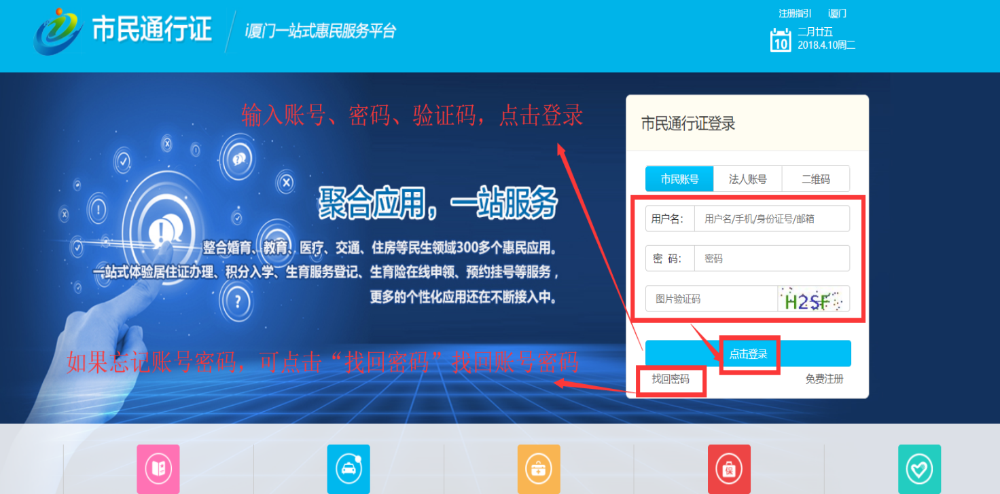 市民通行证
i厦门一站式惠民服务平台
注册指引 i厦门
10
二月廿五
2018.4.10周二
输入账号、密码、验证码，点击登录
市民通行证登录
市民账号 法人账号 二维码
聚合应用，一站服务
用户名： 用户名/手机/身份证号/邮箱
整合婚育、教育、医疗、交通、住房等民生领域300多个惠民应用。
密 码： 密码
一站式体验居住证办理、积分入学、生育服务登记、生育险在线申领、预约挂号等服务，
更多的个性化应用还在不断接入中。
图片验证码 H2SF
如果忘记账号密码，可点击“找回密码”找回账号密码
点击登录
找回密码 免费注册
保